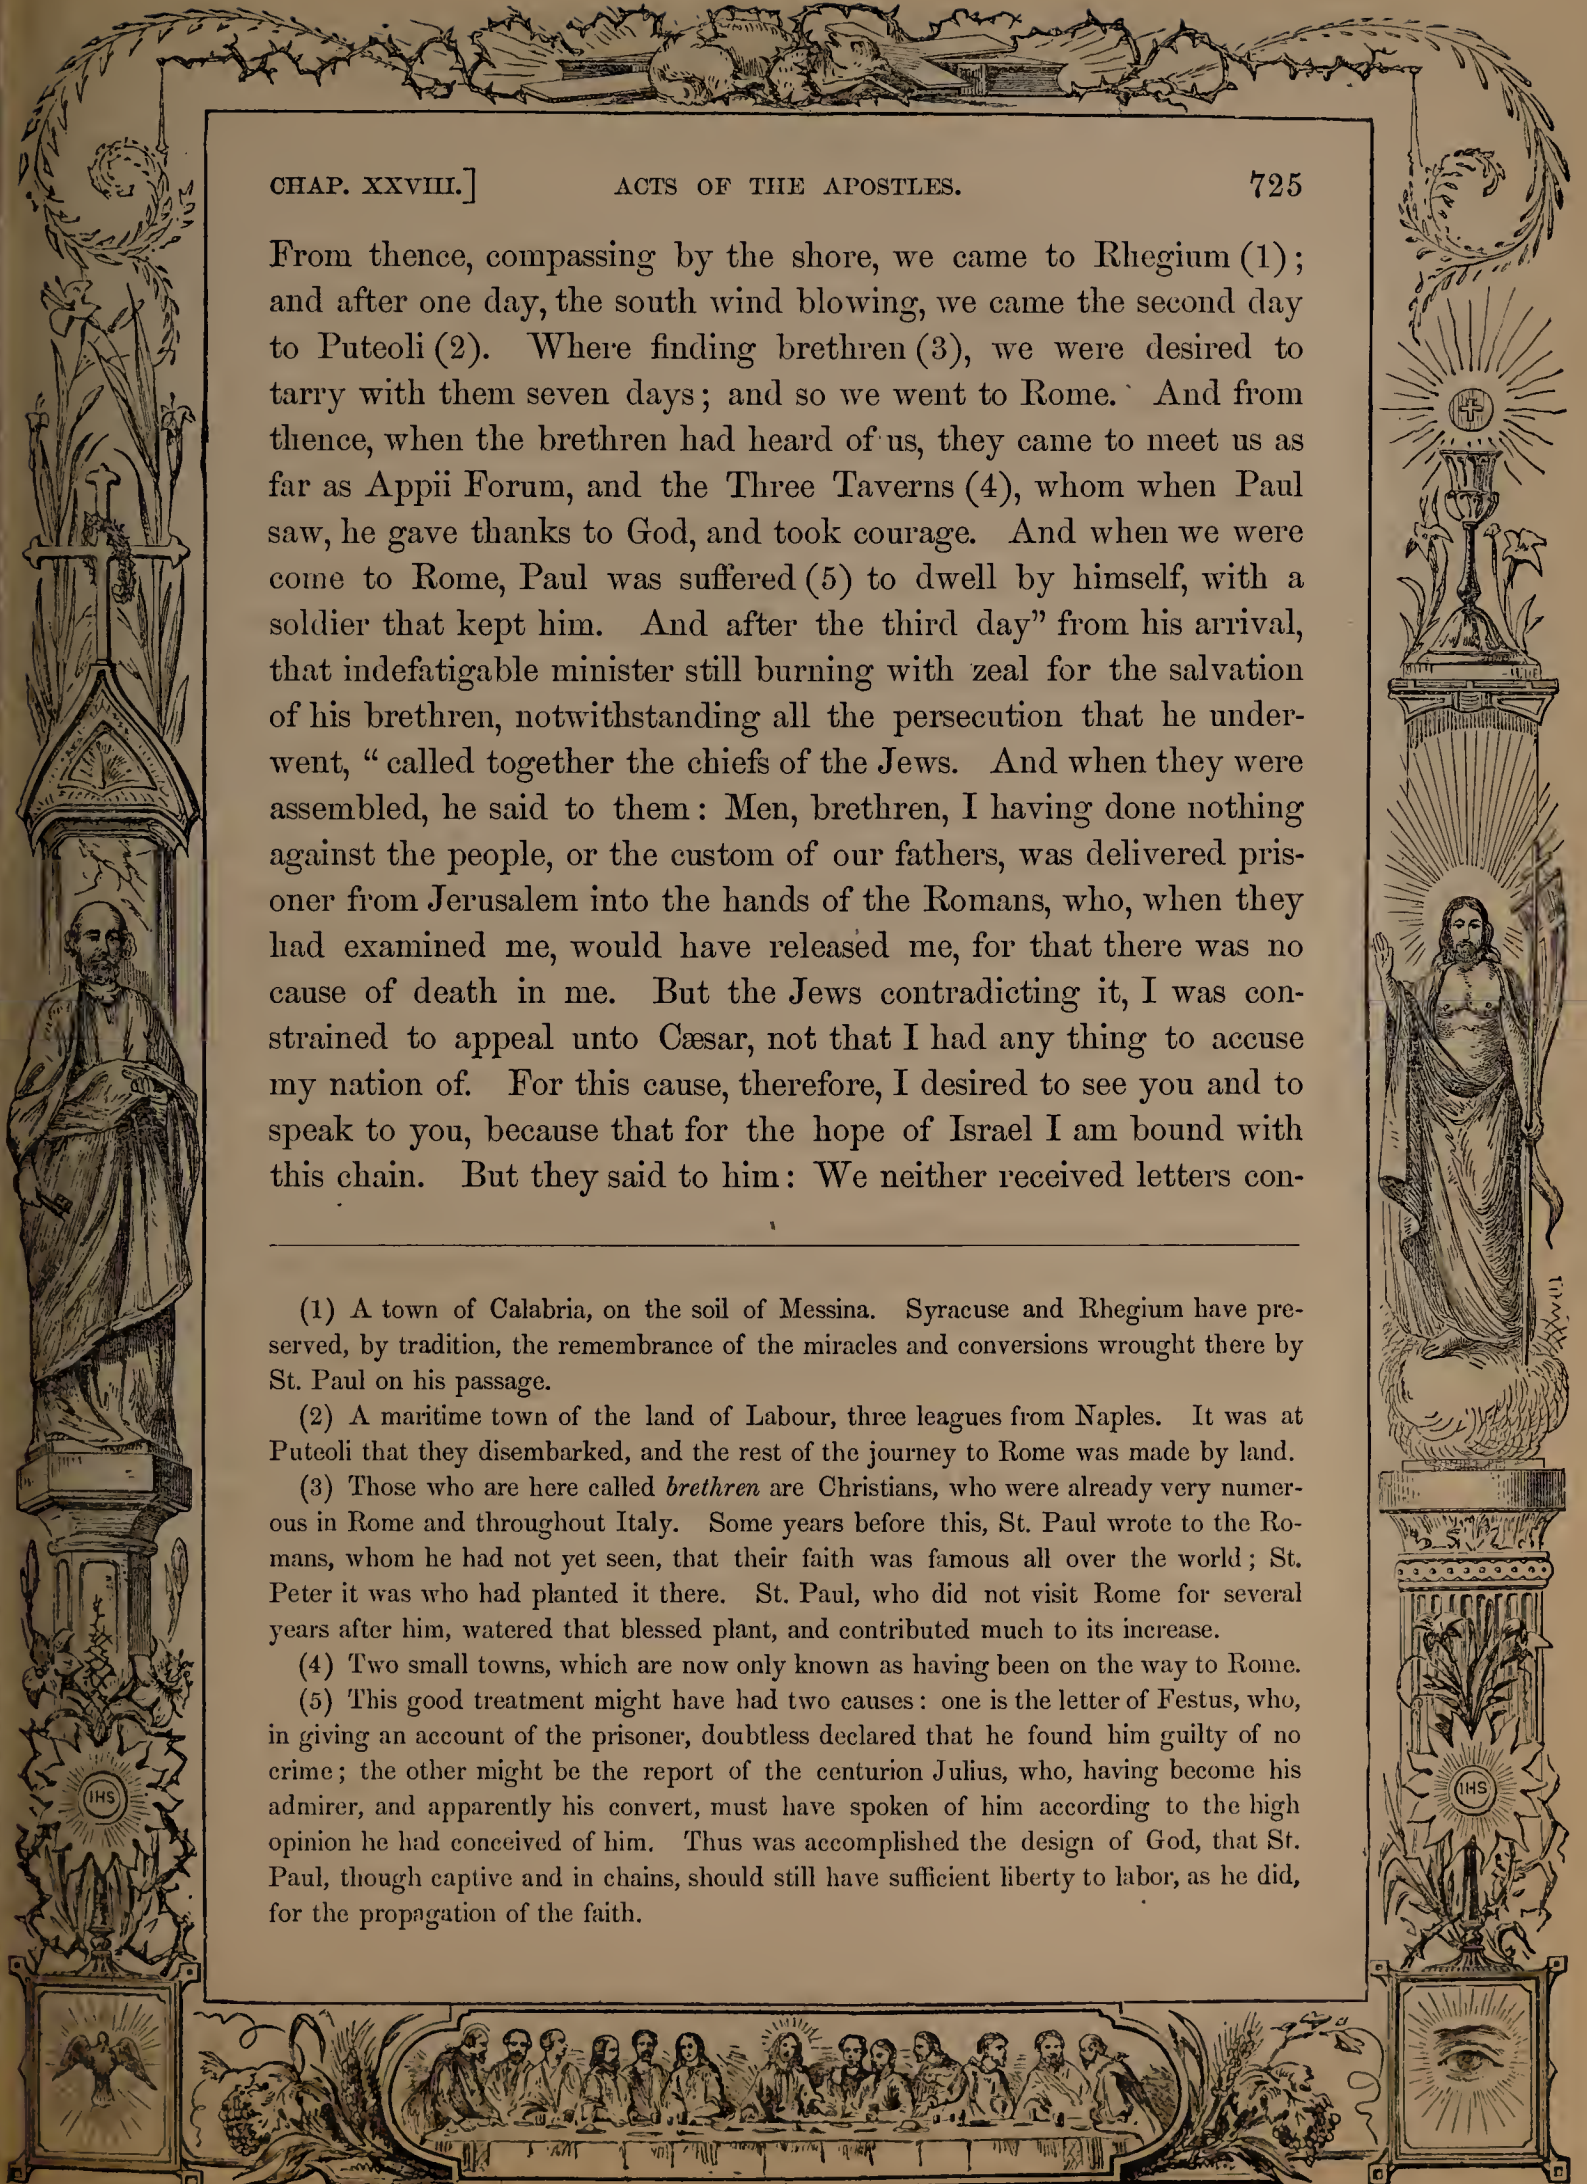 CHAP. XXVIII.] ACTS OF THE APOSTLES. 725
From thence, compassing by the shore, we came to Rhegium (1);
and after one day, the south wind blowing, we came the second day
to Puteoli (2). Where finding brethren (3), we were desired to
tarry with them seven days; and so we went to Rome. And from
thence, when the brethren had heard of us, they came to meet us as
far as Appii Forum, and the Three Taverns (4), whom when Paul
saw, he gave thanks to God, and took courage. And when we were
come to Rome, Paul was suffered (5) to dwell by himself, with a
soldier that kept him. And after the third day” from his arrival,
that indefatigable minister still burning with zeal for the salvation
of his brethren, notwithstanding all the persecution that he under-
went, “ called together the chiefs of the Jews. And when they were
assembled, he said to them: Men, brethren, I having done nothing
against the people, or the custom of our fathers, was delivered pris-
oner from Jerusalem into the hands of the Romans, who, when they
had examined me, would have released me, for that there was no
cause of death in me. But the Jews contradicting it, I was con-
strained to appeal unto Cæsar, not that I had any thing to accuse
my nation of. For this cause, therefore, I desired to see you and to
speak to you, because that for the hope of Israel I am bound with
this chain. But they said to him: We neither received letters con-
(1) A town of Calabria, on the soil of Messina. Syracuse and Rhegium have pre-
served, by tradition, the remembrance of the miracles and conversions wrought there by
St. Paul on his passage.
(2) A maritime town of the land of Labour, three leagues from Naples. It was at
Puteoli that they disembarked, and the rest of the journey to Rome was made by land.
(3) Those who are here called brethren are Christians, who were already very numer-
ous in Rome and throughout Italy. Some years before this, St. Paul wrote to the Ro-
mans, whom he had not yet seen, that their faith was famous all over the world; St.
Peter it was who had planted it there. St. Paul, who did not visit Rome for several
years after him, watered that blessed plant, and contributed much to its increase.
(4) Two small towns, which are now only known as having been on the way to Rome.
(5) This good treatment might have had two causes: one is the letter of Festus, who,
in giving an account of the prisoner, doubtless declared that he found him guilty of no
crime; the other might be the report of the centurion Julius, who, having become his
admirer, and apparently his convert, must have spoken of him according to the high
opinion he had conceived of him. Thus was accomplished the design of God, that St.
Paul, though captive and in chains, should still have sufficient liberty to labor, as he did,
for the propagation of the faith.
IHS
IHS